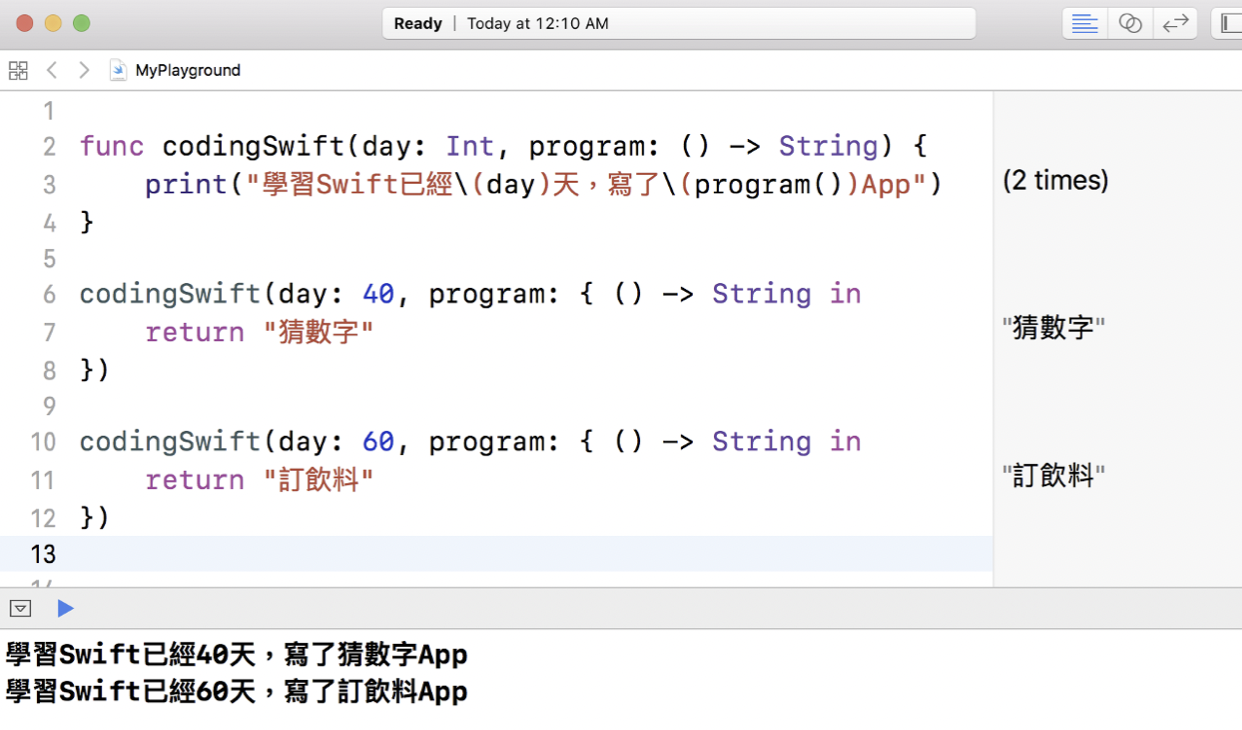 Ready | Today at 12:10 AM
MyPlayground
1
2 func codingSwift(day: Int, program: () -> String) {
3     print("學習Swift已經\(day)天，寫了\(program())App")
(2 times)
4 }
5
6 codingSwift(day: 40, program: { () -> String in
7     return "猜數字"
"猜數字"
8 })
9
10 codingSwift(day: 60, program: { () -> String in
11     return "訂飲料"
"訂飲料"
12 })
13
14
學習Swift已經40天，寫了猜數字App
學習Swift已經60天，寫了訂飲料App